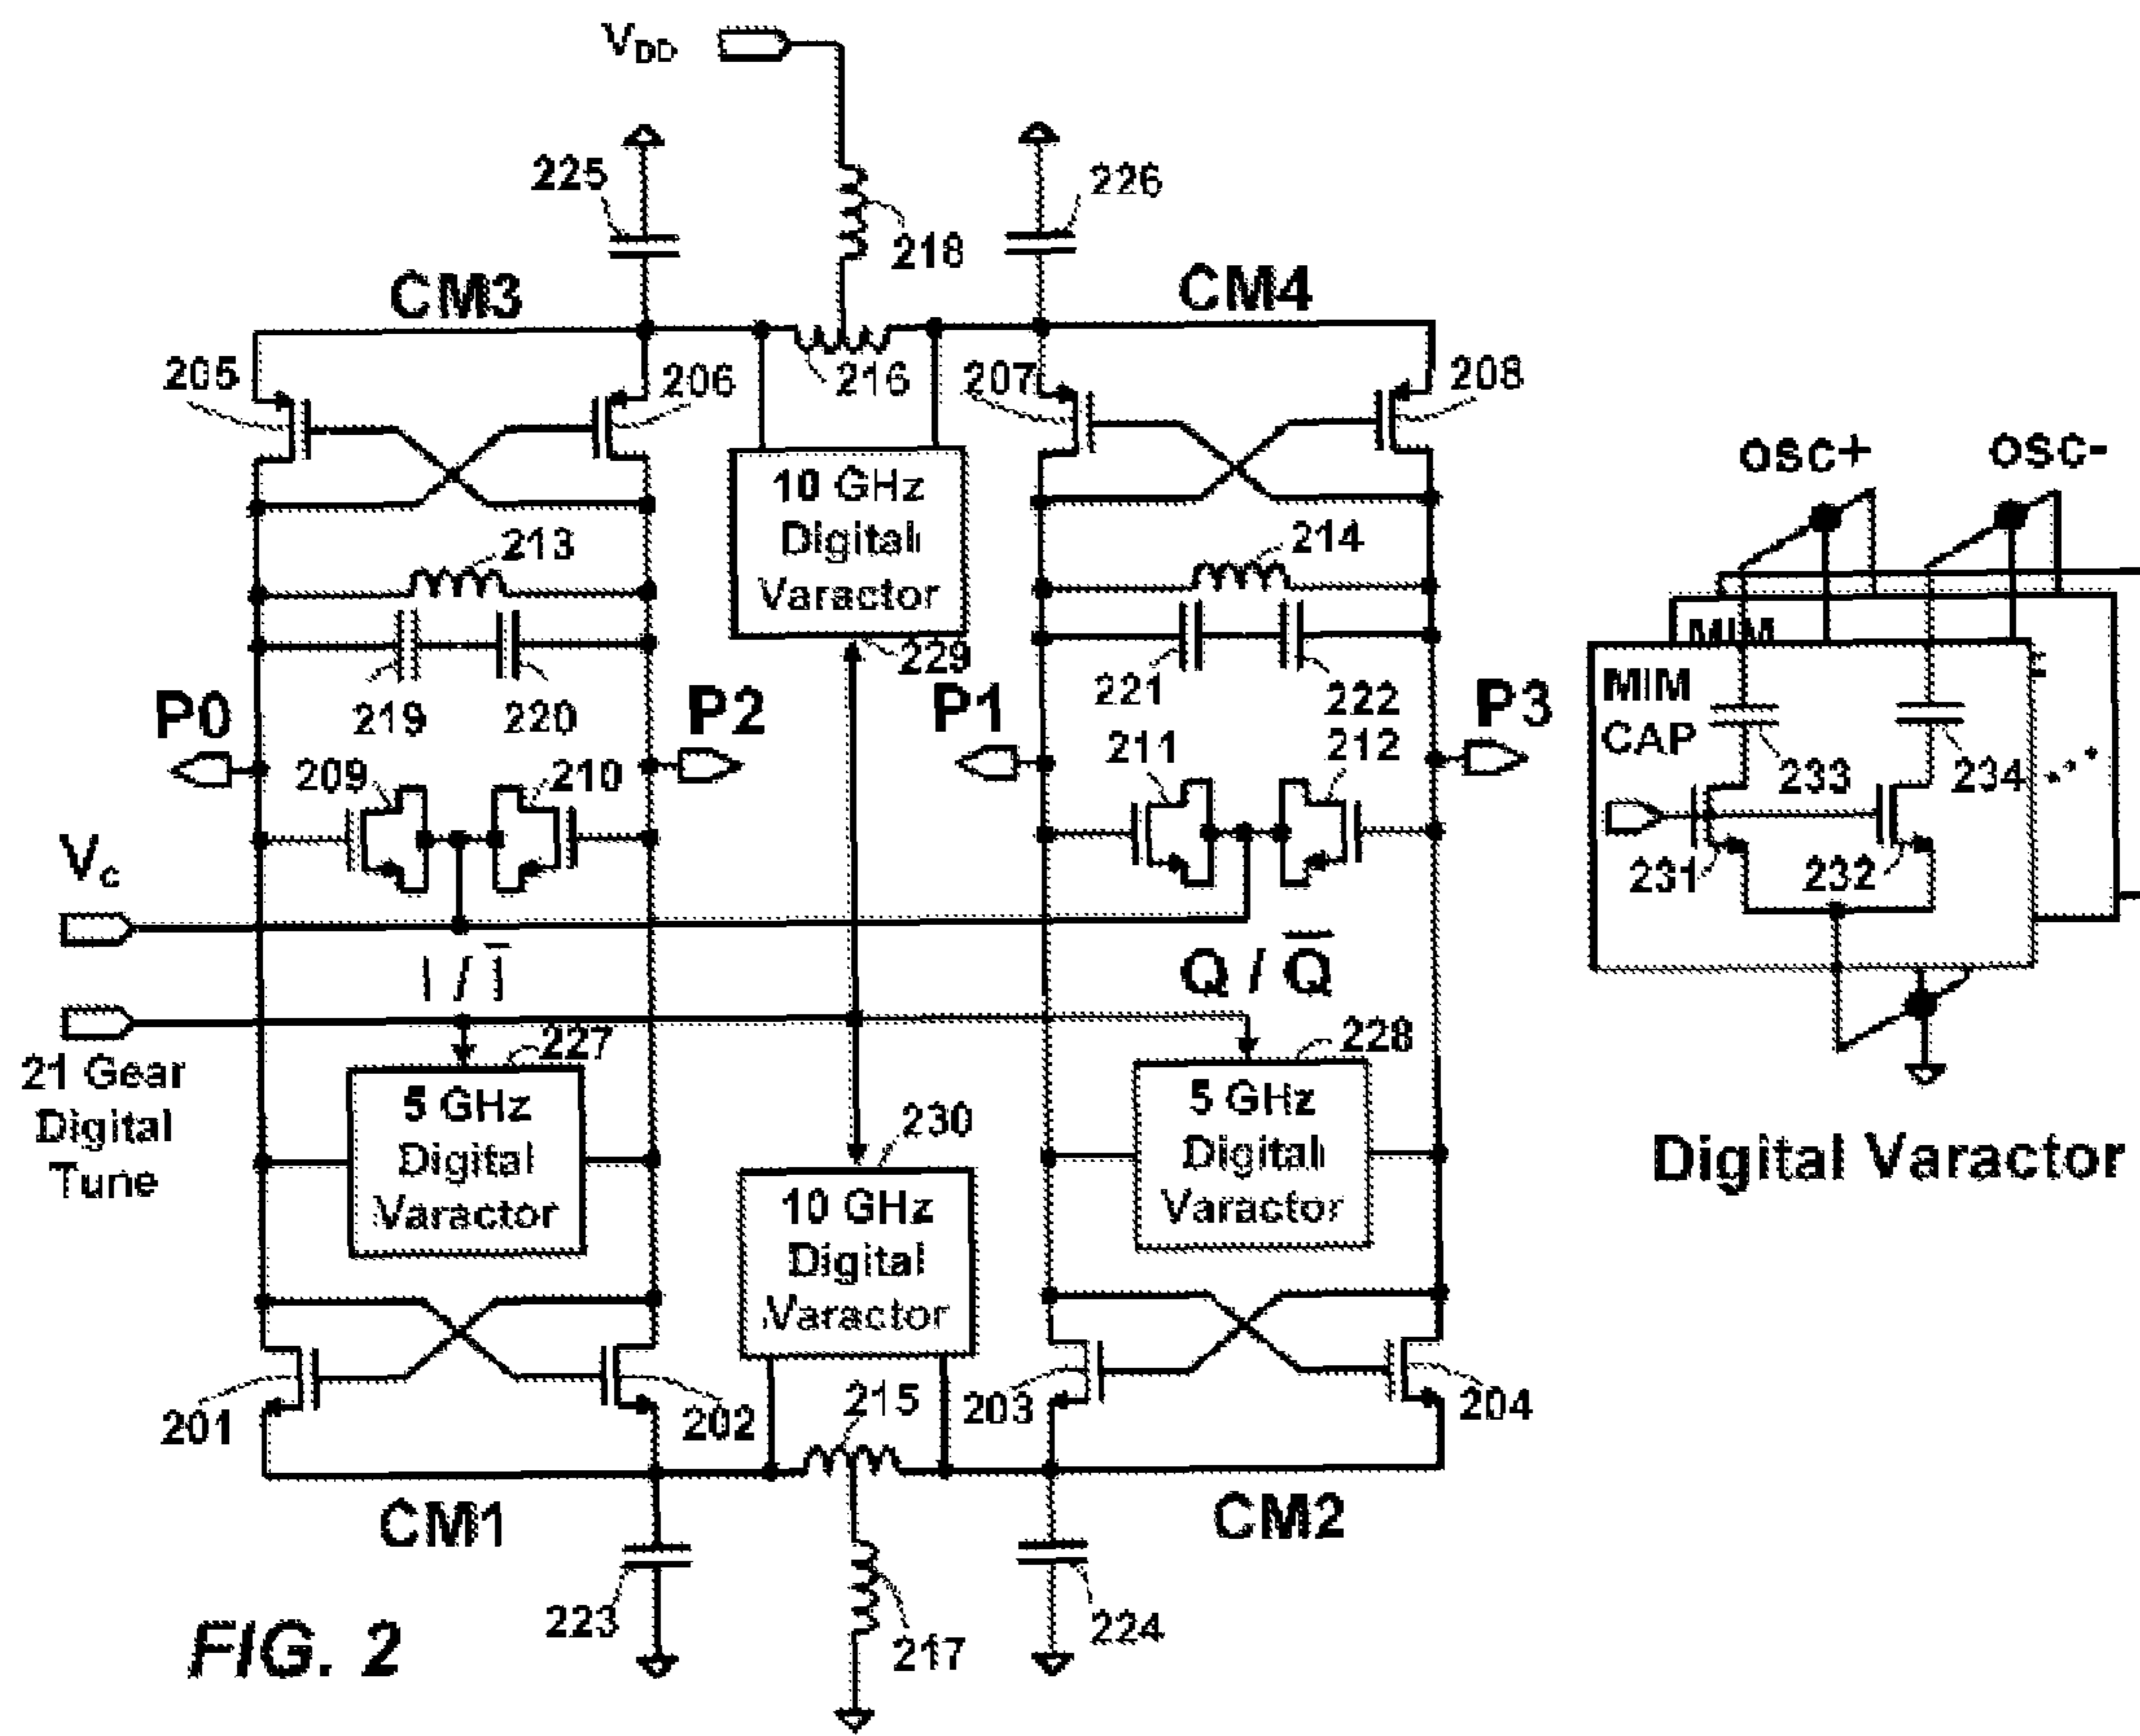 VDD
225
218
226
CM3
CM4
205
206
216
207
208
osc+
osc-
10 GHz
Digital
Varactor
229
213
214
219
220
221
222
P0
P2
P1
P3
209
210
211
212
MIM
MIM
CAP
233
234
231
232
Vc
I / I̅
Q / Q̅
21 Gear
Digital
Tune
227
5 GHz
Digital
Varactor
228
5 GHz
Digital
Varactor
230
10 GHz
Digital
Varactor
Digital Varactor
201
202
215
203
204
CM1
CM2
223
217
224
FIG. 2